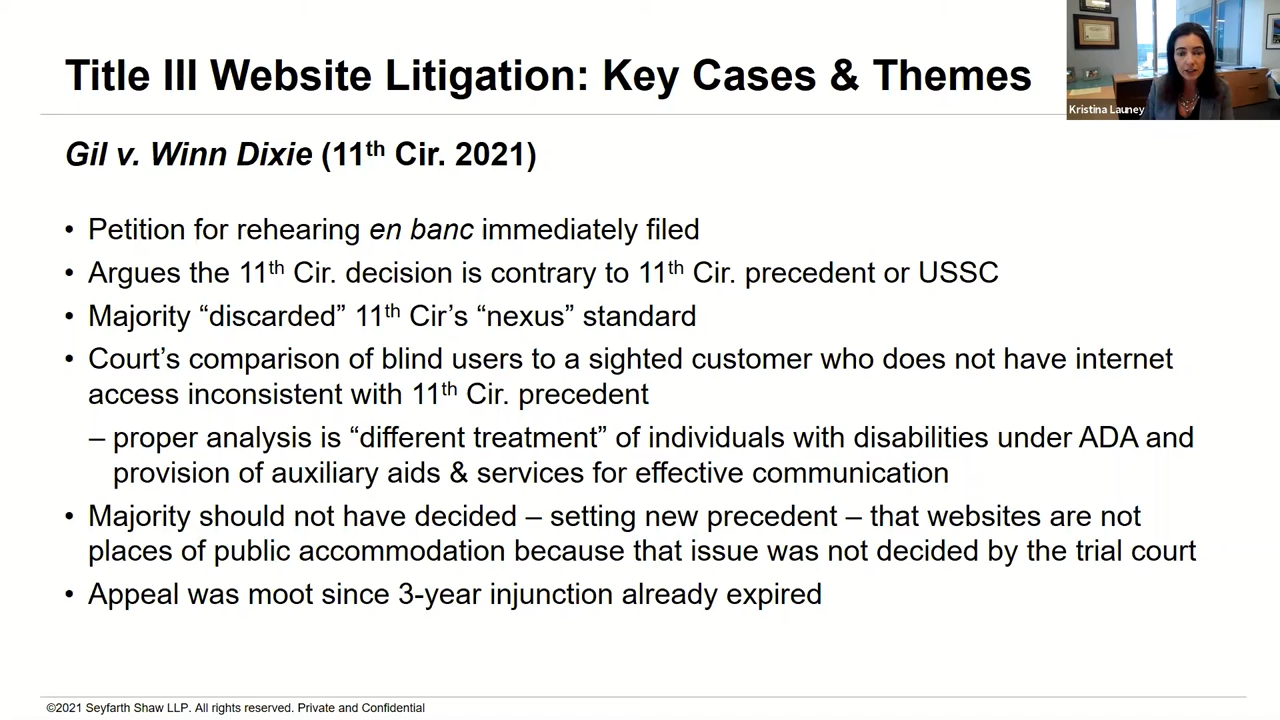 Title III Website Litigation: Key Cases & Themes
Kristina Launey
Gil v. Winn Dixie (11th Cir. 2021)
• Petition for rehearing en banc immediately filed
• Argues the 11th Cir. decision is contrary to 11th Cir. precedent or USSC
• Majority “discarded” 11th Cir’s “nexus” standard
• Court’s comparison of blind users to a sighted customer who does not have internet
access inconsistent with 11th Cir. precedent
– proper analysis is “different treatment” of individuals with disabilities under ADA and
provision of auxiliary aids & services for effective communication
• Majority should not have decided – setting new precedent – that websites are not
places of public accommodation because that issue was not decided by the trial court
• Appeal was moot since 3-year injunction already expired
©2021 Seyfarth Shaw LLP. All rights reserved. Private and Confidential